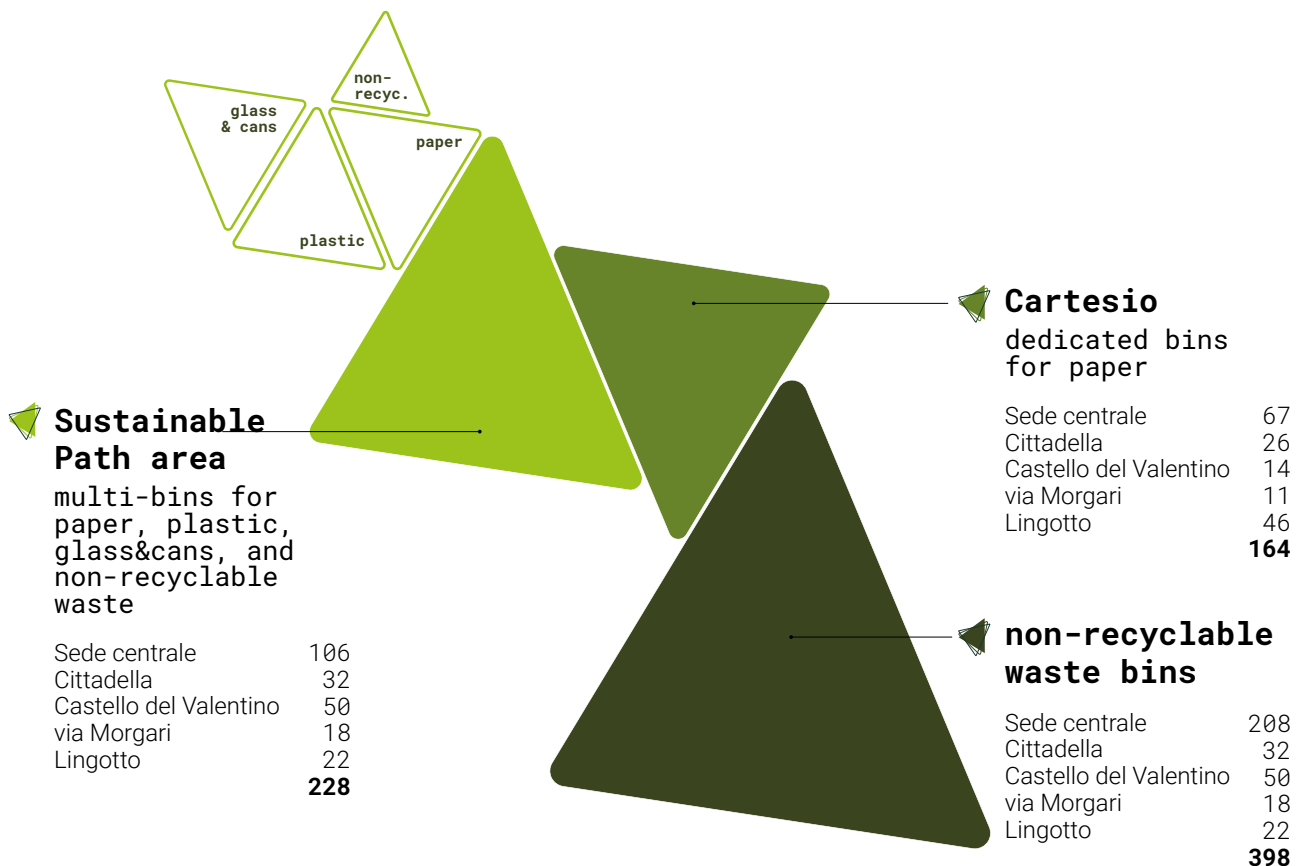 non-
recyc.
glass
& cans
paper
plastic
Cartesio
dedicated bins
for paper
Sede centrale 67
Cittadella 26
Castello del Valentino 14
via Morgari 11
Lingotto 46
164
Sustainable
Path area
multi-bins for
paper, plastic,
glass&cans, and
non-recyclable
waste
Sede centrale 106
Cittadella 32
Castello del Valentino 50
via Morgari 18
Lingotto 22
228
non-recyclable
waste bins
Sede centrale 208
Cittadella 32
Castello del Valentino 50
via Morgari 18
Lingotto 22
398